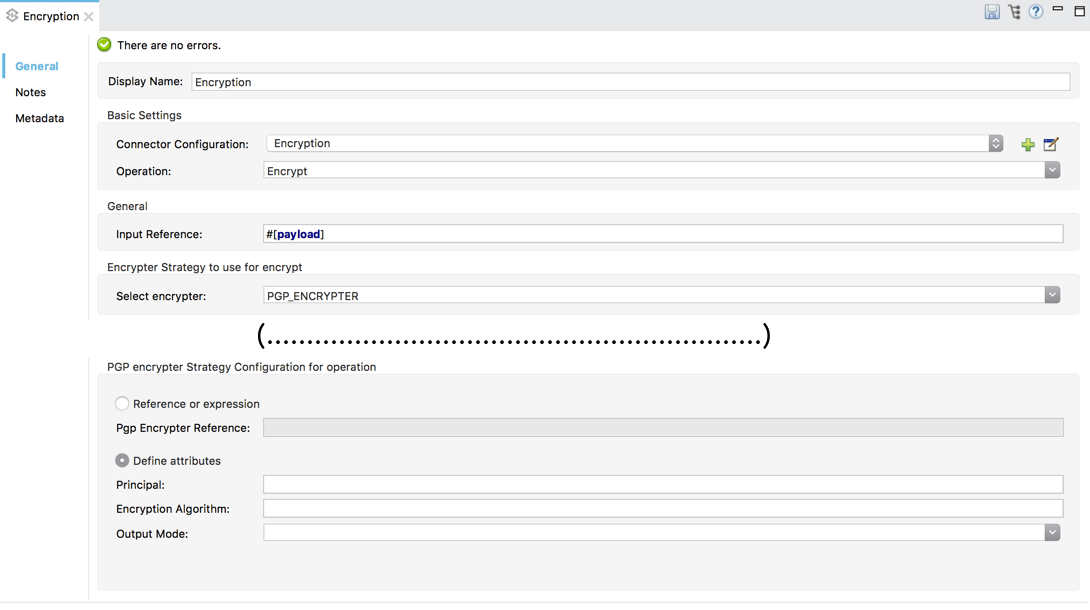 Encryption
General
Notes
Metadata
There are no errors.
Display Name: Encryption
Basic Settings
Connector Configuration: Encryption
Operation: Encrypt
General
Input Reference: #[payload]
Encrypter Strategy to use for encrypt
Select encrypter: PGP_ENCRYPTER
(..............................................................)
PGP encrypter Strategy Configuration for operation
Reference or expression
Pgp Encrypter Reference:
Define attributes
Principal:
Encryption Algorithm:
Output Mode: